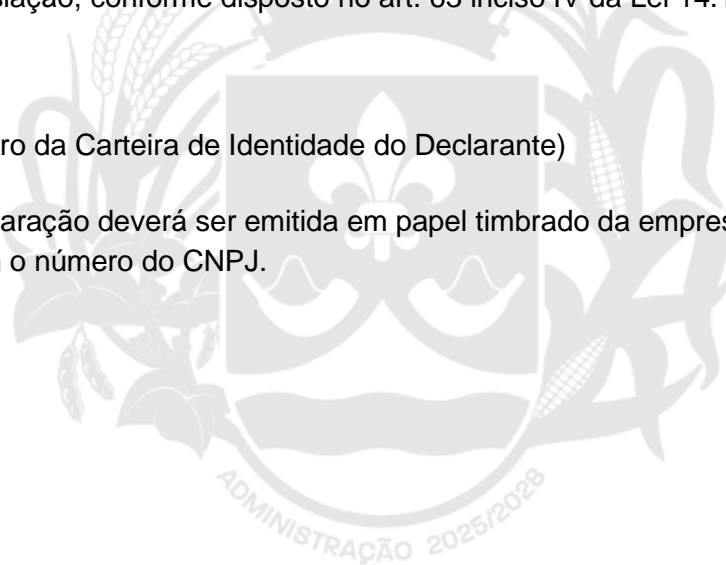 slação, conforme disposto no art. 63 inciso IV da Lei 14.
ro da Carteira de Identidade do Declarante)
aração deverá ser emitida em papel timbrado da empres
o número do CNPJ.
ADMINISTRAÇÃO 2025/2028